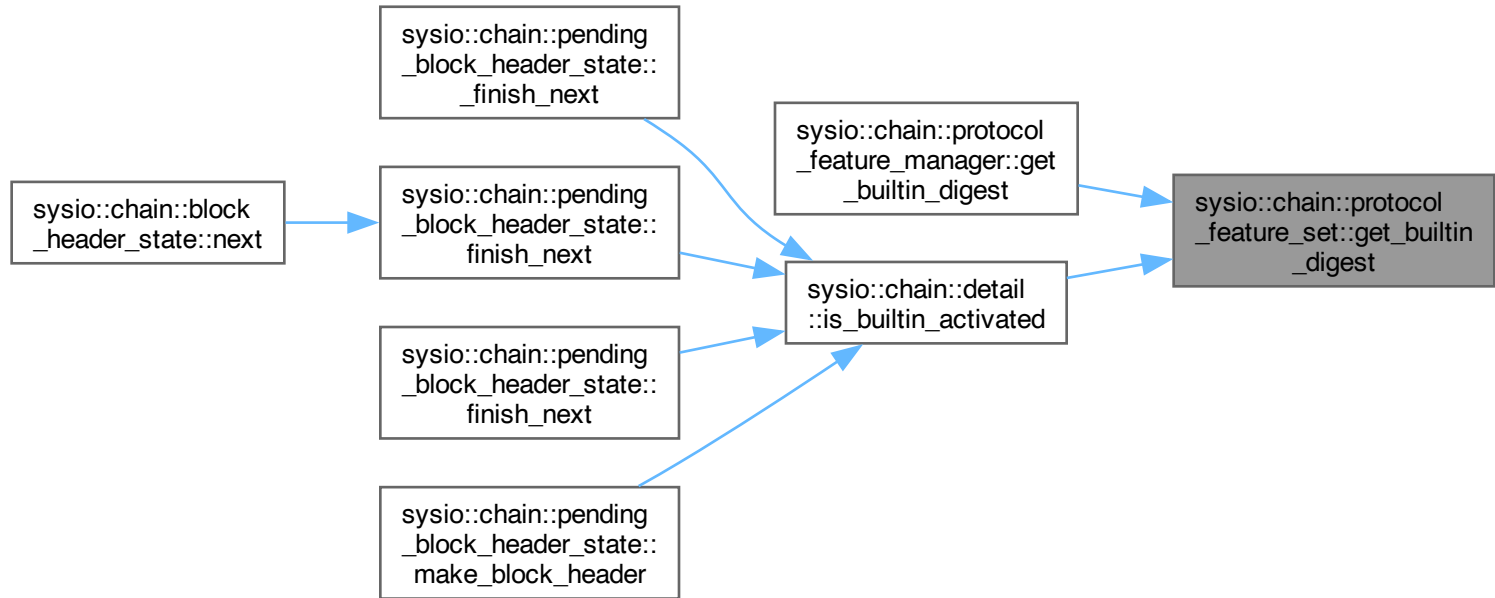 sysio::chain::block
_header_state::next
sysio::chain::pending
_block_header_state::
_finish_next
sysio::chain::pending
_block_header_state::
finish_next
sysio::chain::pending
_block_header_state::
finish_next
sysio::chain::pending
_block_header_state::
make_block_header
sysio::chain::protocol
_feature_manager::get
_builtin_digest
sysio::chain::detail
::is_builtin_activated
sysio::chain::protocol
_feature_set::get_builtin
_digest